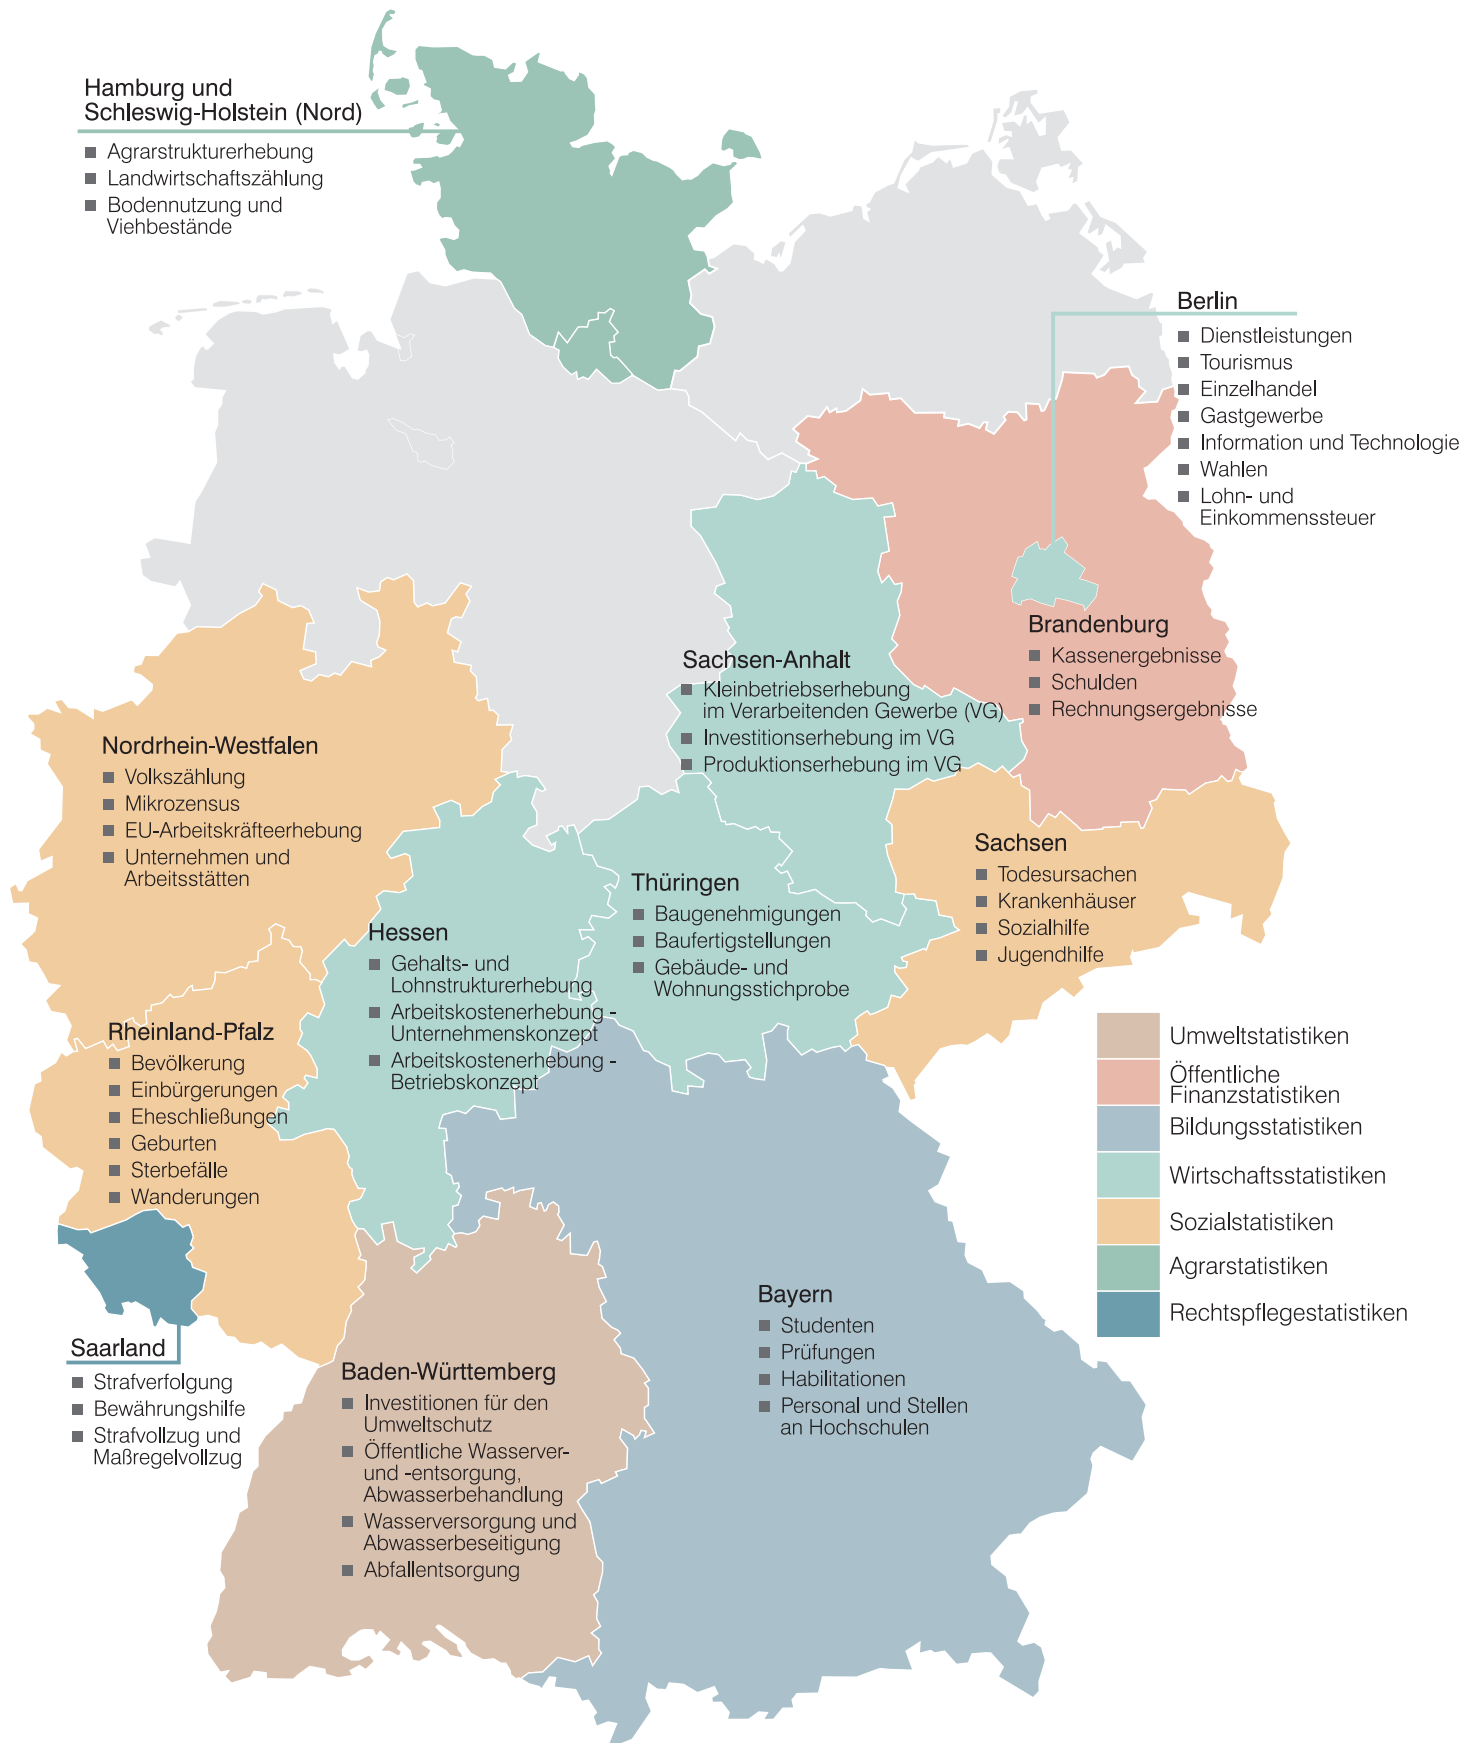 Hamburg und
Schleswig-Holstein (Nord)
Agrarstrukturerhebung
Landwirtschaftszählung
Bodennutzung und
Viehbestände
Berlin
Dienstleistungen
Tourismus
Einzelhandel
Gastgewerbe
Information und Technologie
Wahlen
Lohn- und
Einkommenssteuer
Brandenburg
Kassenergebnisse
Schulden
Rechnungsergebnisse
Sachsen-Anhalt
Kleinbetriebserhebung
im Verarbeitenden Gewerbe (VG)
Investitionserhebung im VG
Produktionserhebung im VG
Nordrhein-Westfalen
Volkszählung
Mikrozensus
EU-Arbeitskräfteerhebung
Unternehmen und
Arbeitsstätten
Sachsen
Todesursachen
Krankenhäuser
Sozialhilfe
Jugendhilfe
Thüringen
Baugenehmigungen
Baufertigstellungen
Gebäude- und
Wohnungsstichprobe
Hessen
Gehalts- und
Lohnstrukturerhebung
Arbeitskostenerhebung -
Unternehmenskonzept
Arbeitskostenerhebung -
Betriebskonzept
Rheinland-Pfalz
Bevölkerung
Einbürgerungen
Eheschließungen
Geburten
Sterbefälle
Wanderungen
Umweltstatistiken
Öffentliche
Finanzstatistiken
Bildungsstatistiken
Wirtschaftsstatistiken
Sozialstatistiken
Agrarstatistiken
Rechtspflegestatistiken
Saarland
Strafverfolgung
Bewährungshilfe
Strafvollzug und
Maßregelvollzug
Baden-Württemberg
Investitionen für den
Umweltschutz
Öffentliche Wasserver-
und -entsorgung,
Abwasserbehandlung
Wasserversorgung und
Abwasserbeseitigung
Abfallentsorgung
Bayern
Studenten
Prüfungen
Habilitationen
Personal und Stellen
an Hochschulen